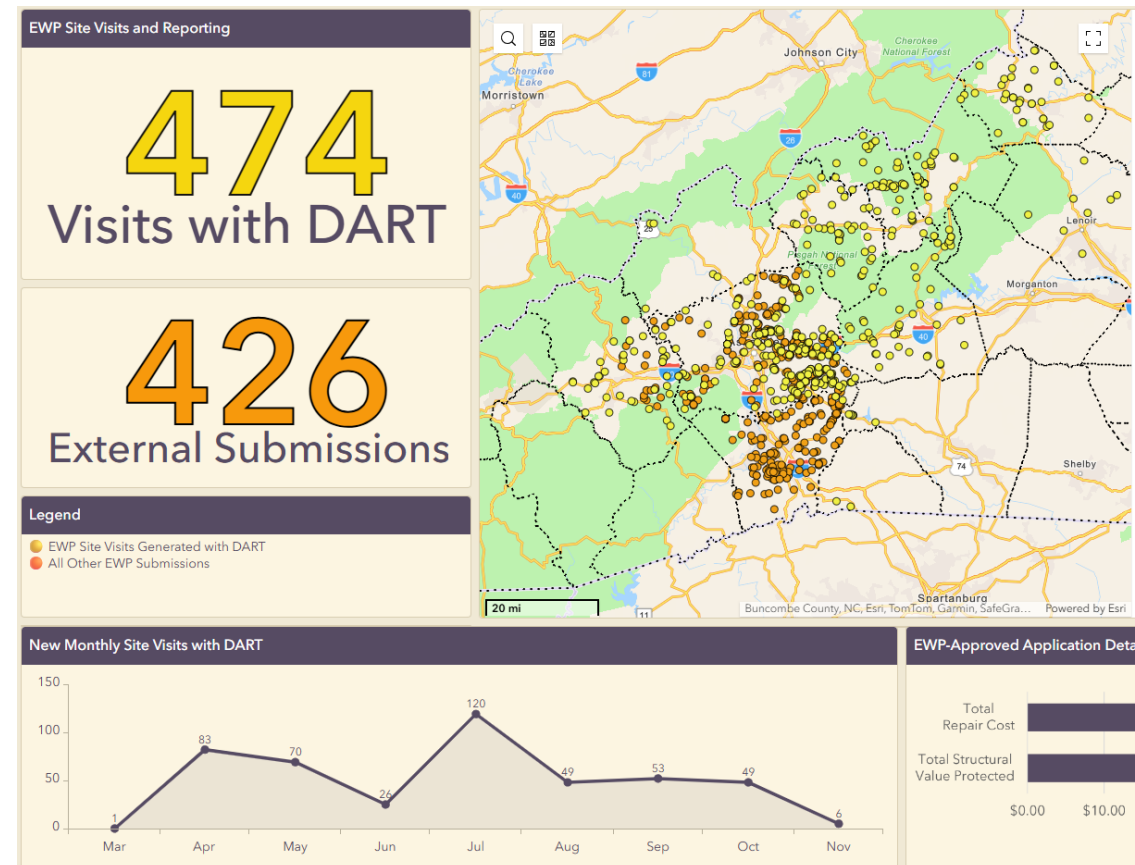 EWP Site Visits and Reporting
474
Visits with DART
426
External Submissions
Legend
EWP Site Visits Generated with DART
All Other EWP Submissions
Johnson City
Cherokee
National Forest
Cherokee
Lake
Morristown
81
26
40
25
Pisgah National
Forest
Lenoir
Morganton
40
74
Shelby
Spartanburg
11
20 mi
Buncombe County, NC, Esri, TomTom, Garmin, SafeGra...
Powered by Esri
New Monthly Site Visits with DART
150
100
50
0
1
83
70
26
120
49
53
49
6
Mar
Apr
May
Jun
Jul
Aug
Sep
Oct
Nov
EWP-Approved Application Deta
Total
Repair Cost
Total Structural
Value Protected
$0.00
$10.00